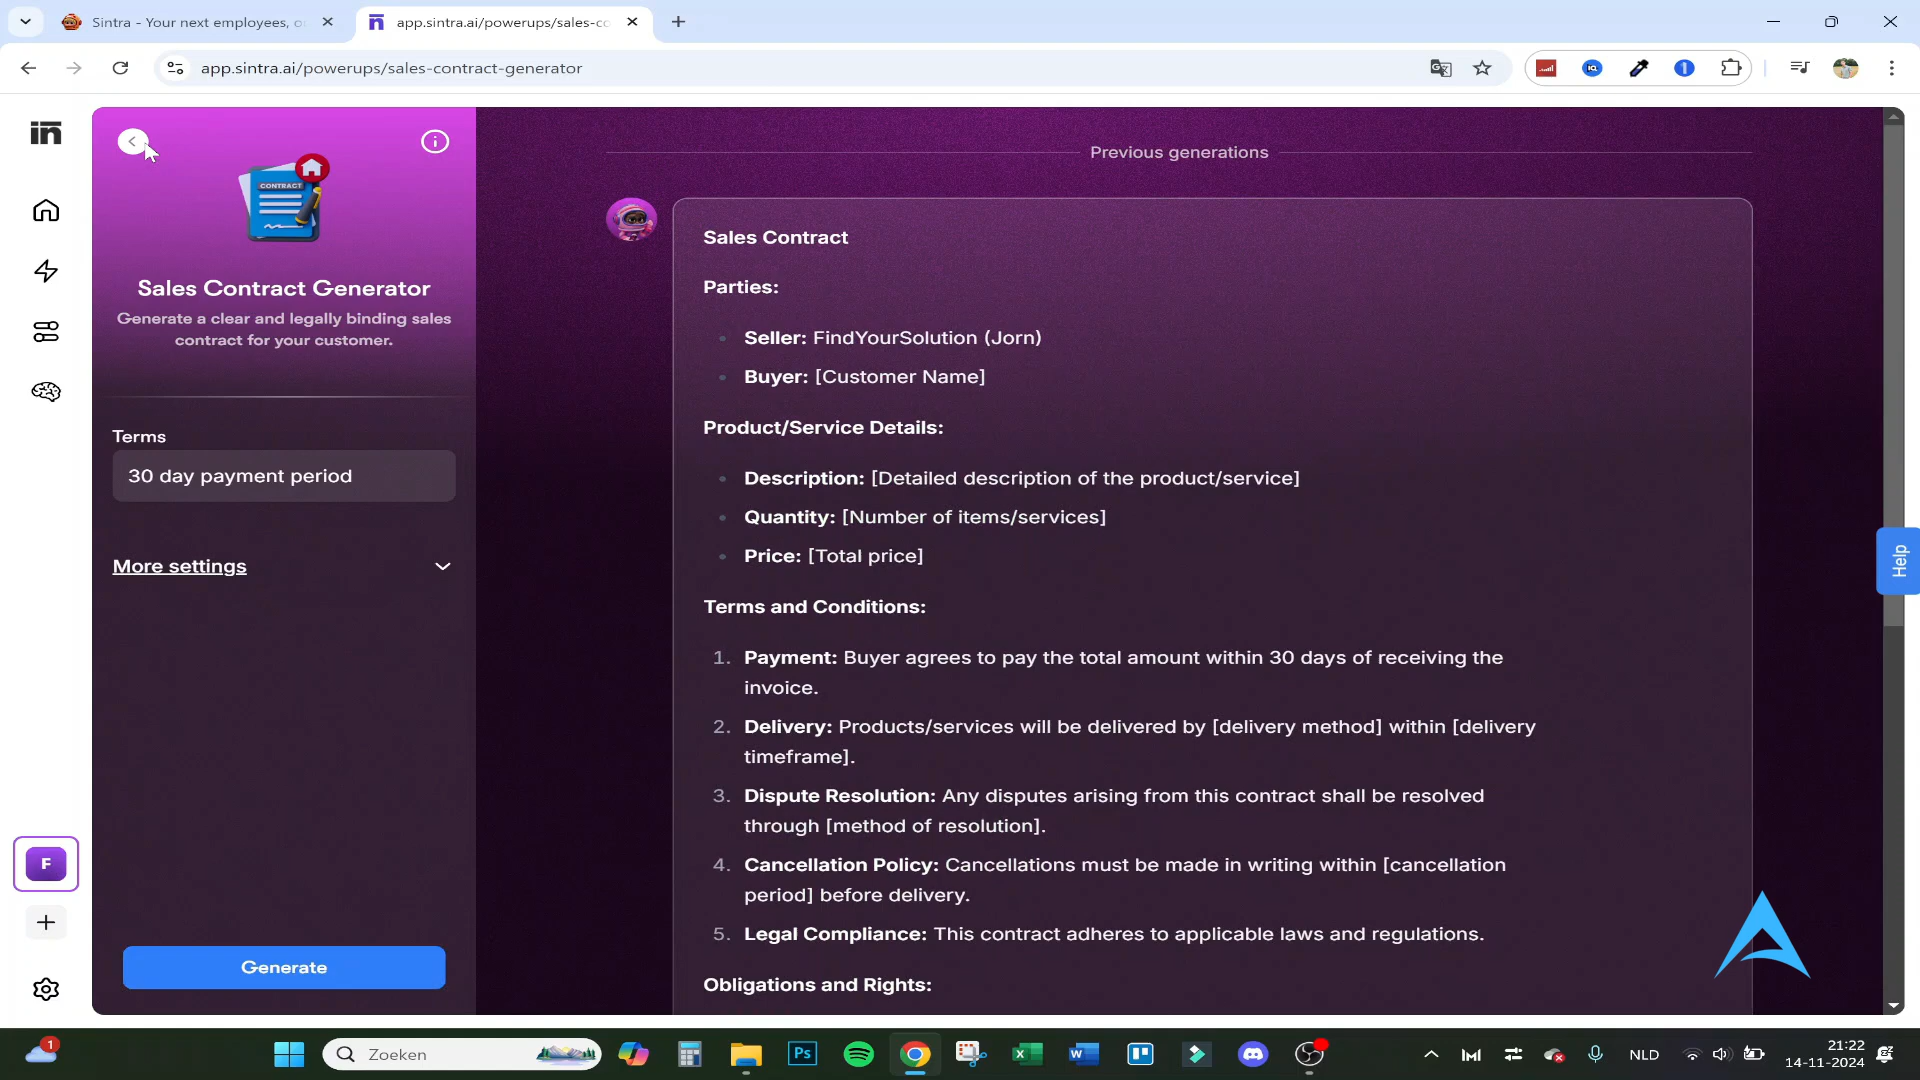 Sintra - Your next employees, o
app.sintra.ai/powerups/sales-co
app.sintra.ai/powerups/sales-contract-generator
in
CONTRACT
Sales Contract Generator
Generate a clear and legally binding sales
contract for your customer.
Terms
30 day payment period
More settings
F
Generate
Previous generations
Sales Contract
Parties:
Seller: FindYourSolution (Jorn)
Buyer: [Customer Name]
Product/Service Details:
Description: [Detailed description of the product/service]
Quantity: [Number of items/services]
Price: [Total price]
Terms and Conditions:
1. Payment: Buyer agrees to pay the total amount within 30 days of receiving the
invoice.
2. Delivery: Products/services will be delivered by [delivery method] within [delivery
timeframe].
3. Dispute Resolution: Any disputes arising from this contract shall be resolved
through [method of resolution].
4. Cancellation Policy: Cancellations must be made in writing within [cancellation
period] before delivery.
5. Legal Compliance: This contract adheres to applicable laws and regulations.
Obligations and Rights:
Help
1
Zoeken
Ps
NLD
21:22
14-11-2024